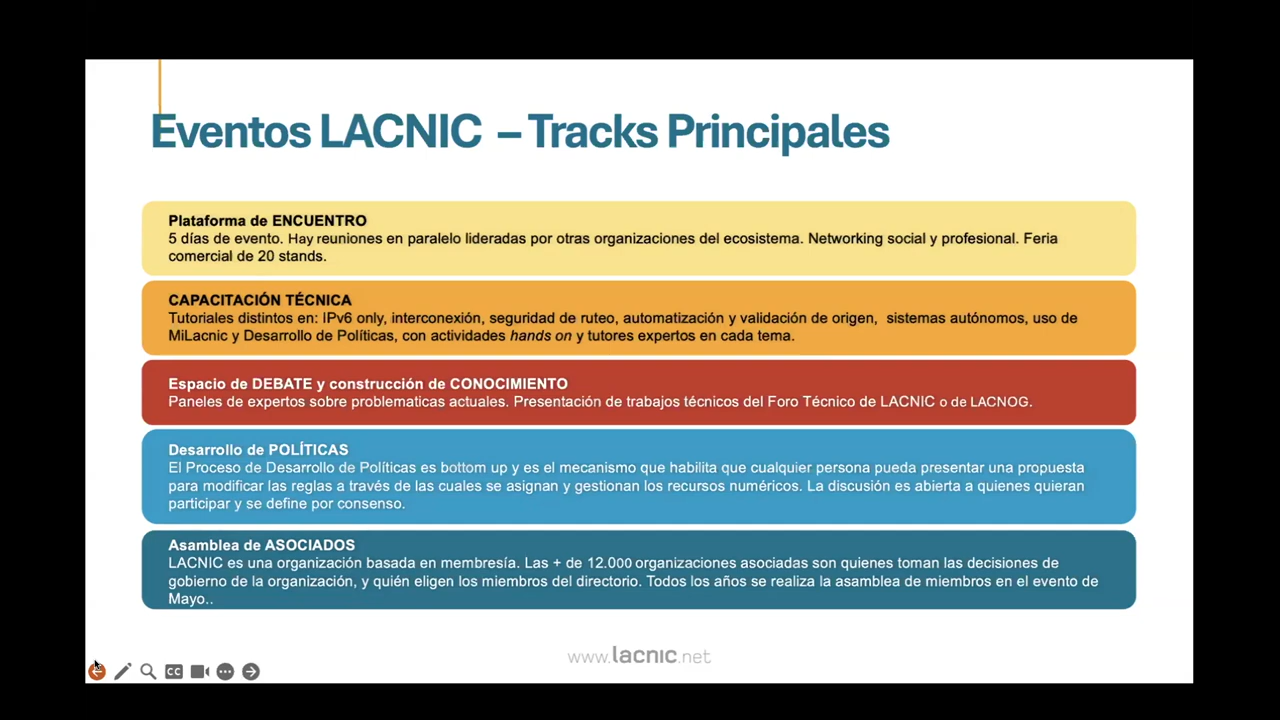 Eventos LACNIC – Tracks Principales
Plataforma de ENCUENTRO
5 días de evento. Hay reuniones en paralelo lideradas por otras organizaciones del ecosistema. Networking social y profesional. Feria
comercial de 20 stands.
CAPACITACIÓN TÉCNICA
Tutoriales distintos en: IPv6 only, interconexión, seguridad de ruteo, automatización y validación de origen, sistemas autónomos, uso de
MiLacnic y Desarrollo de Políticas, con actividades hands on y tutores expertos en cada tema.
Espacio de DEBATE y construcción de CONOCIMIENTO
Paneles de expertos sobre problematicas actuales. Presentación de trabajos técnicos del Foro Técnico de LACNIC o de LACNOG.
Desarrollo de POLÍTICAS
El Proceso de Desarrollo de Políticas es bottom up y es el mecanismo que habilita que cualquier persona pueda presentar una propuesta
para modificar las reglas a través de las cuales se asignan y gestionan los recursos numéricos. La discusión es abierta a quienes quieran
participar y se define por consenso.
Asamblea de ASOCIADOS
LACNIC es una organización basada en membresía. Las + de 12.000 organizaciones asociadas son quienes toman las decisiones de
gobierno de la organización, y quién eligen los miembros del directorio. Todos los años se realiza la asamblea de miembros en el evento de
Mayo..
www.lacnic.net
CC